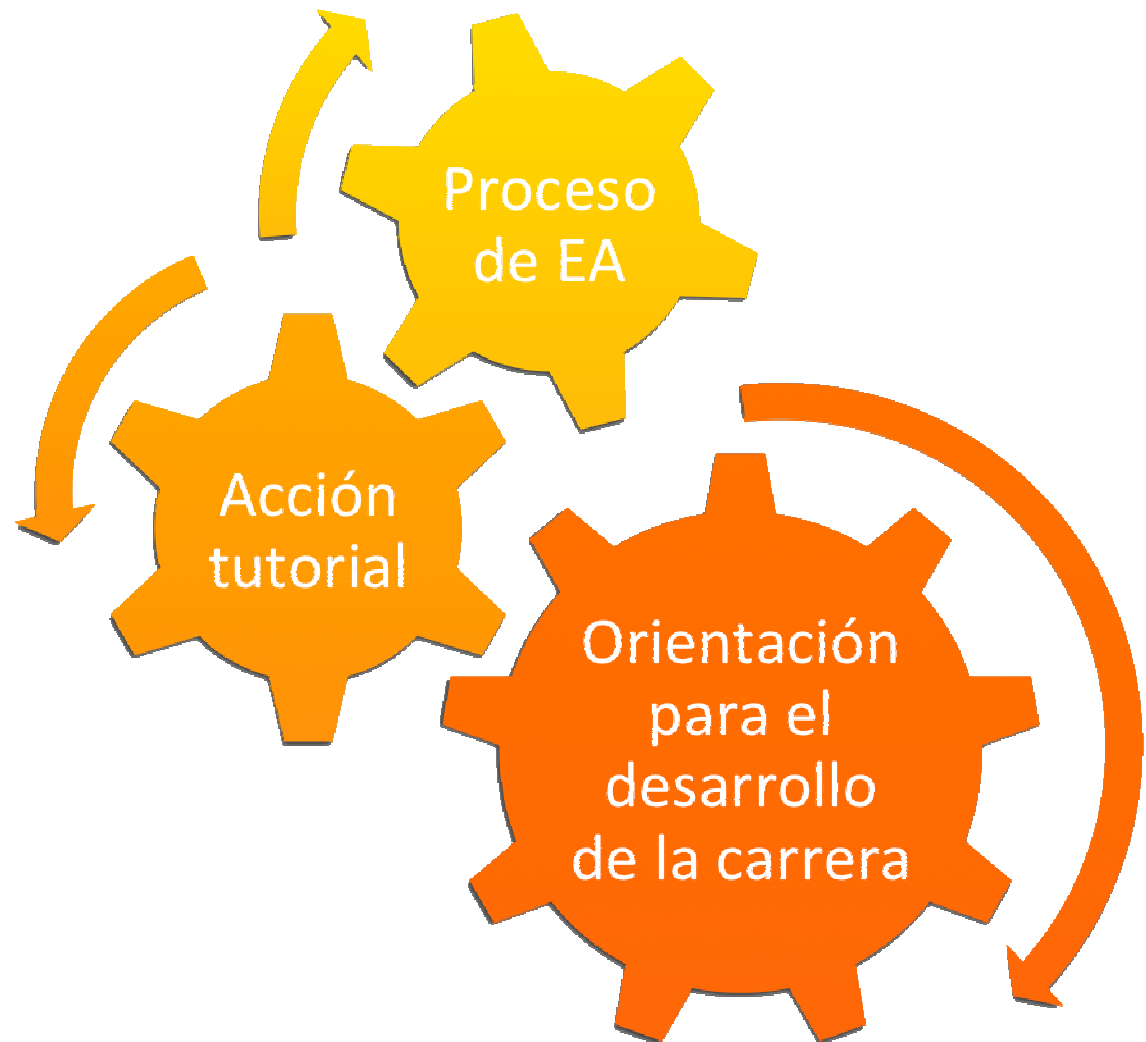 Proceso
de EA
Acción
tutorial
Orientación
para el
desarrollo
de la carrera